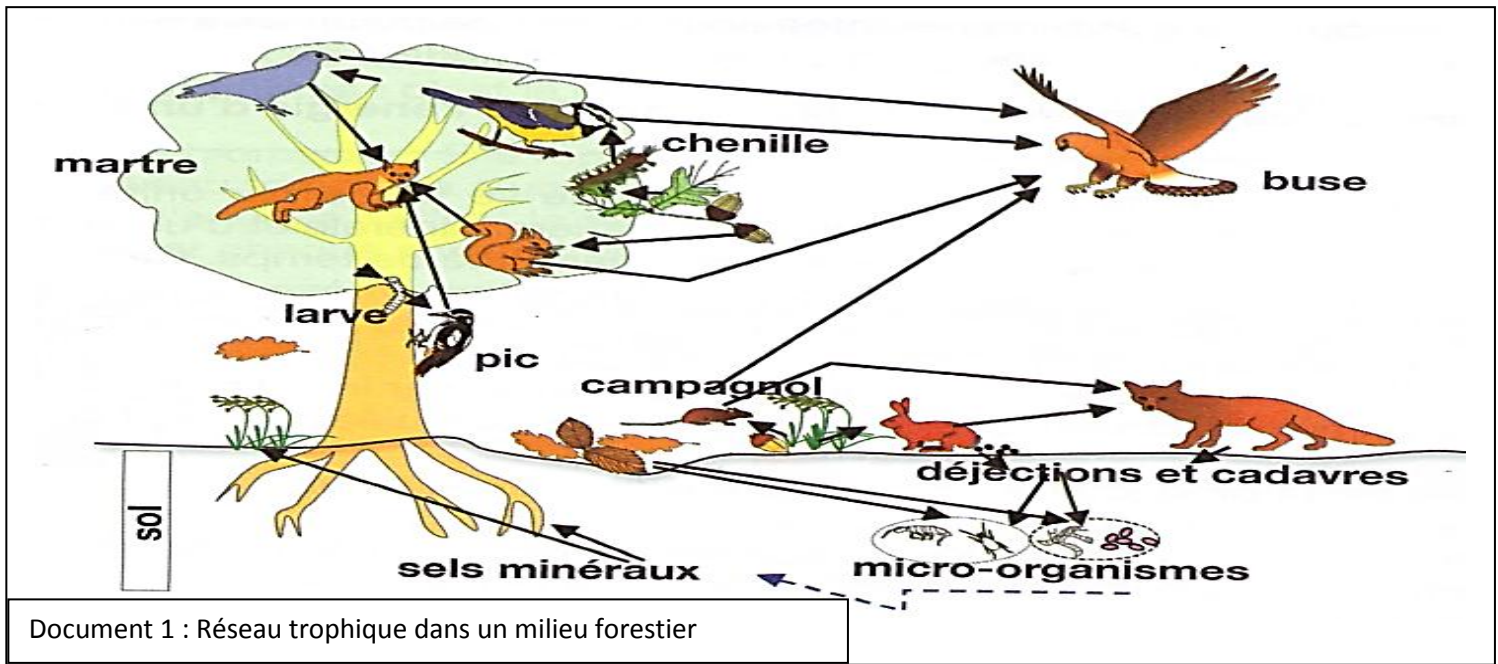 martre
chenille
buse
larve
pic
campagnol
déjections et cadavres
sol
sels minéraux
micro-organismes
Document 1 : Réseau trophique dans un milieu forestier